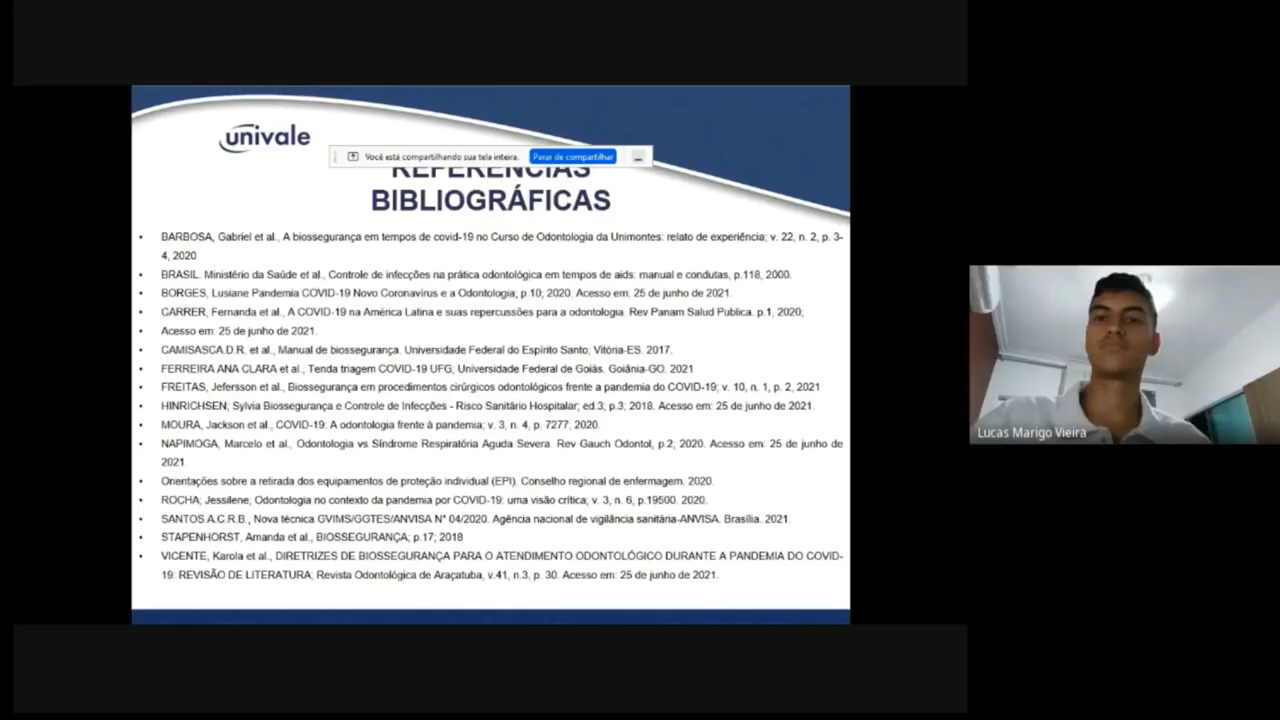 univale
Você está compartilhando sua tela inteira. Parar de compartilhar
REFERÊNCIAS
BIBLIOGRÁFICAS
• BARBOSA, Gabriel et al., A biossegurança em tempos de covid-19 no Curso de Odontologia da Unimontes: relato de experiência; v. 22, n. 2, p. 3-
4, 2020
• BRASIL. Ministério da Saúde et al., Controle de infecções na prática odontológica em tempos de aids: manual e condutas, p.118, 2000.
• BORGES, Lusiane Pandemia COVID-19 Novo Coronavírus e a Odontologia; p.10; 2020. Acesso em: 25 de junho de 2021.
• CARRER, Fernanda et al., A COVID-19 na América Latina e suas repercussões para a odontologia. Rev Panam Salud Publica. p.1, 2020;
• Acesso em: 25 de junho de 2021.
• CAMISASCA.D.R. et al., Manual de biossegurança. Universidade Federal do Espírito Santo; Vitória-ES. 2017.
• FERREIRA ANA CLARA et al., Tenda triagem COVID-19 UFG; Universidade Federal de Goiás. Goiânia-GO. 2021
• FREITAS, Jefersson et al., Biossegurança em procedimentos cirúrgicos odontológicos frente a pandemia do COVID-19; v. 10, n. 1, p. 2, 2021
• HINRICHSEN; Sylvia Biossegurança e Controle de Infecções - Risco Sanitário Hospitalar; ed.3; p.3; 2018. Acesso em: 25 de junho de 2021.
• MOURA, Jackson et al., COVID-19: A odontologia frente à pandemia; v. 3, n. 4, p. 7277; 2020.
• NAPIMOGA, Marcelo et al., Odontologia vs Síndrome Respiratória Aguda Severa. Rev Gauch Odontol, p.2; 2020. Acesso em: 25 de junho de
2021.
• Orientações sobre a retirada dos equipamentos de proteção individual (EPI). Conselho regional de enfermagem. 2020.
• ROCHA; Jessilene; Odontologia no contexto da pandemia por COVID-19: uma visão crítica; v. 3, n. 6, p.19500. 2020.
• SANTOS.A.C.R.B., Nova técnica GVIMS/GGTES/ANVISA N° 04/2020. Agência nacional de vigilância sanitária-ANVISA. Brasília. 2021.
• STAPENHORST, Amanda et al., BIOSSEGURANÇA; p.17; 2018
• VICENTE, Karola et al., DIRETRIZES DE BIOSSEGURANÇA PARA O ATENDIMENTO ODONTOLÓGICO DURANTE A PANDEMIA DO COVID-
19: REVISÃO DE LITERATURA; Revista Odontológica de Araçatuba, v.41, n.3, p. 30. Acesso em: 25 de junho de 2021.
Lucas Marigo Vieira